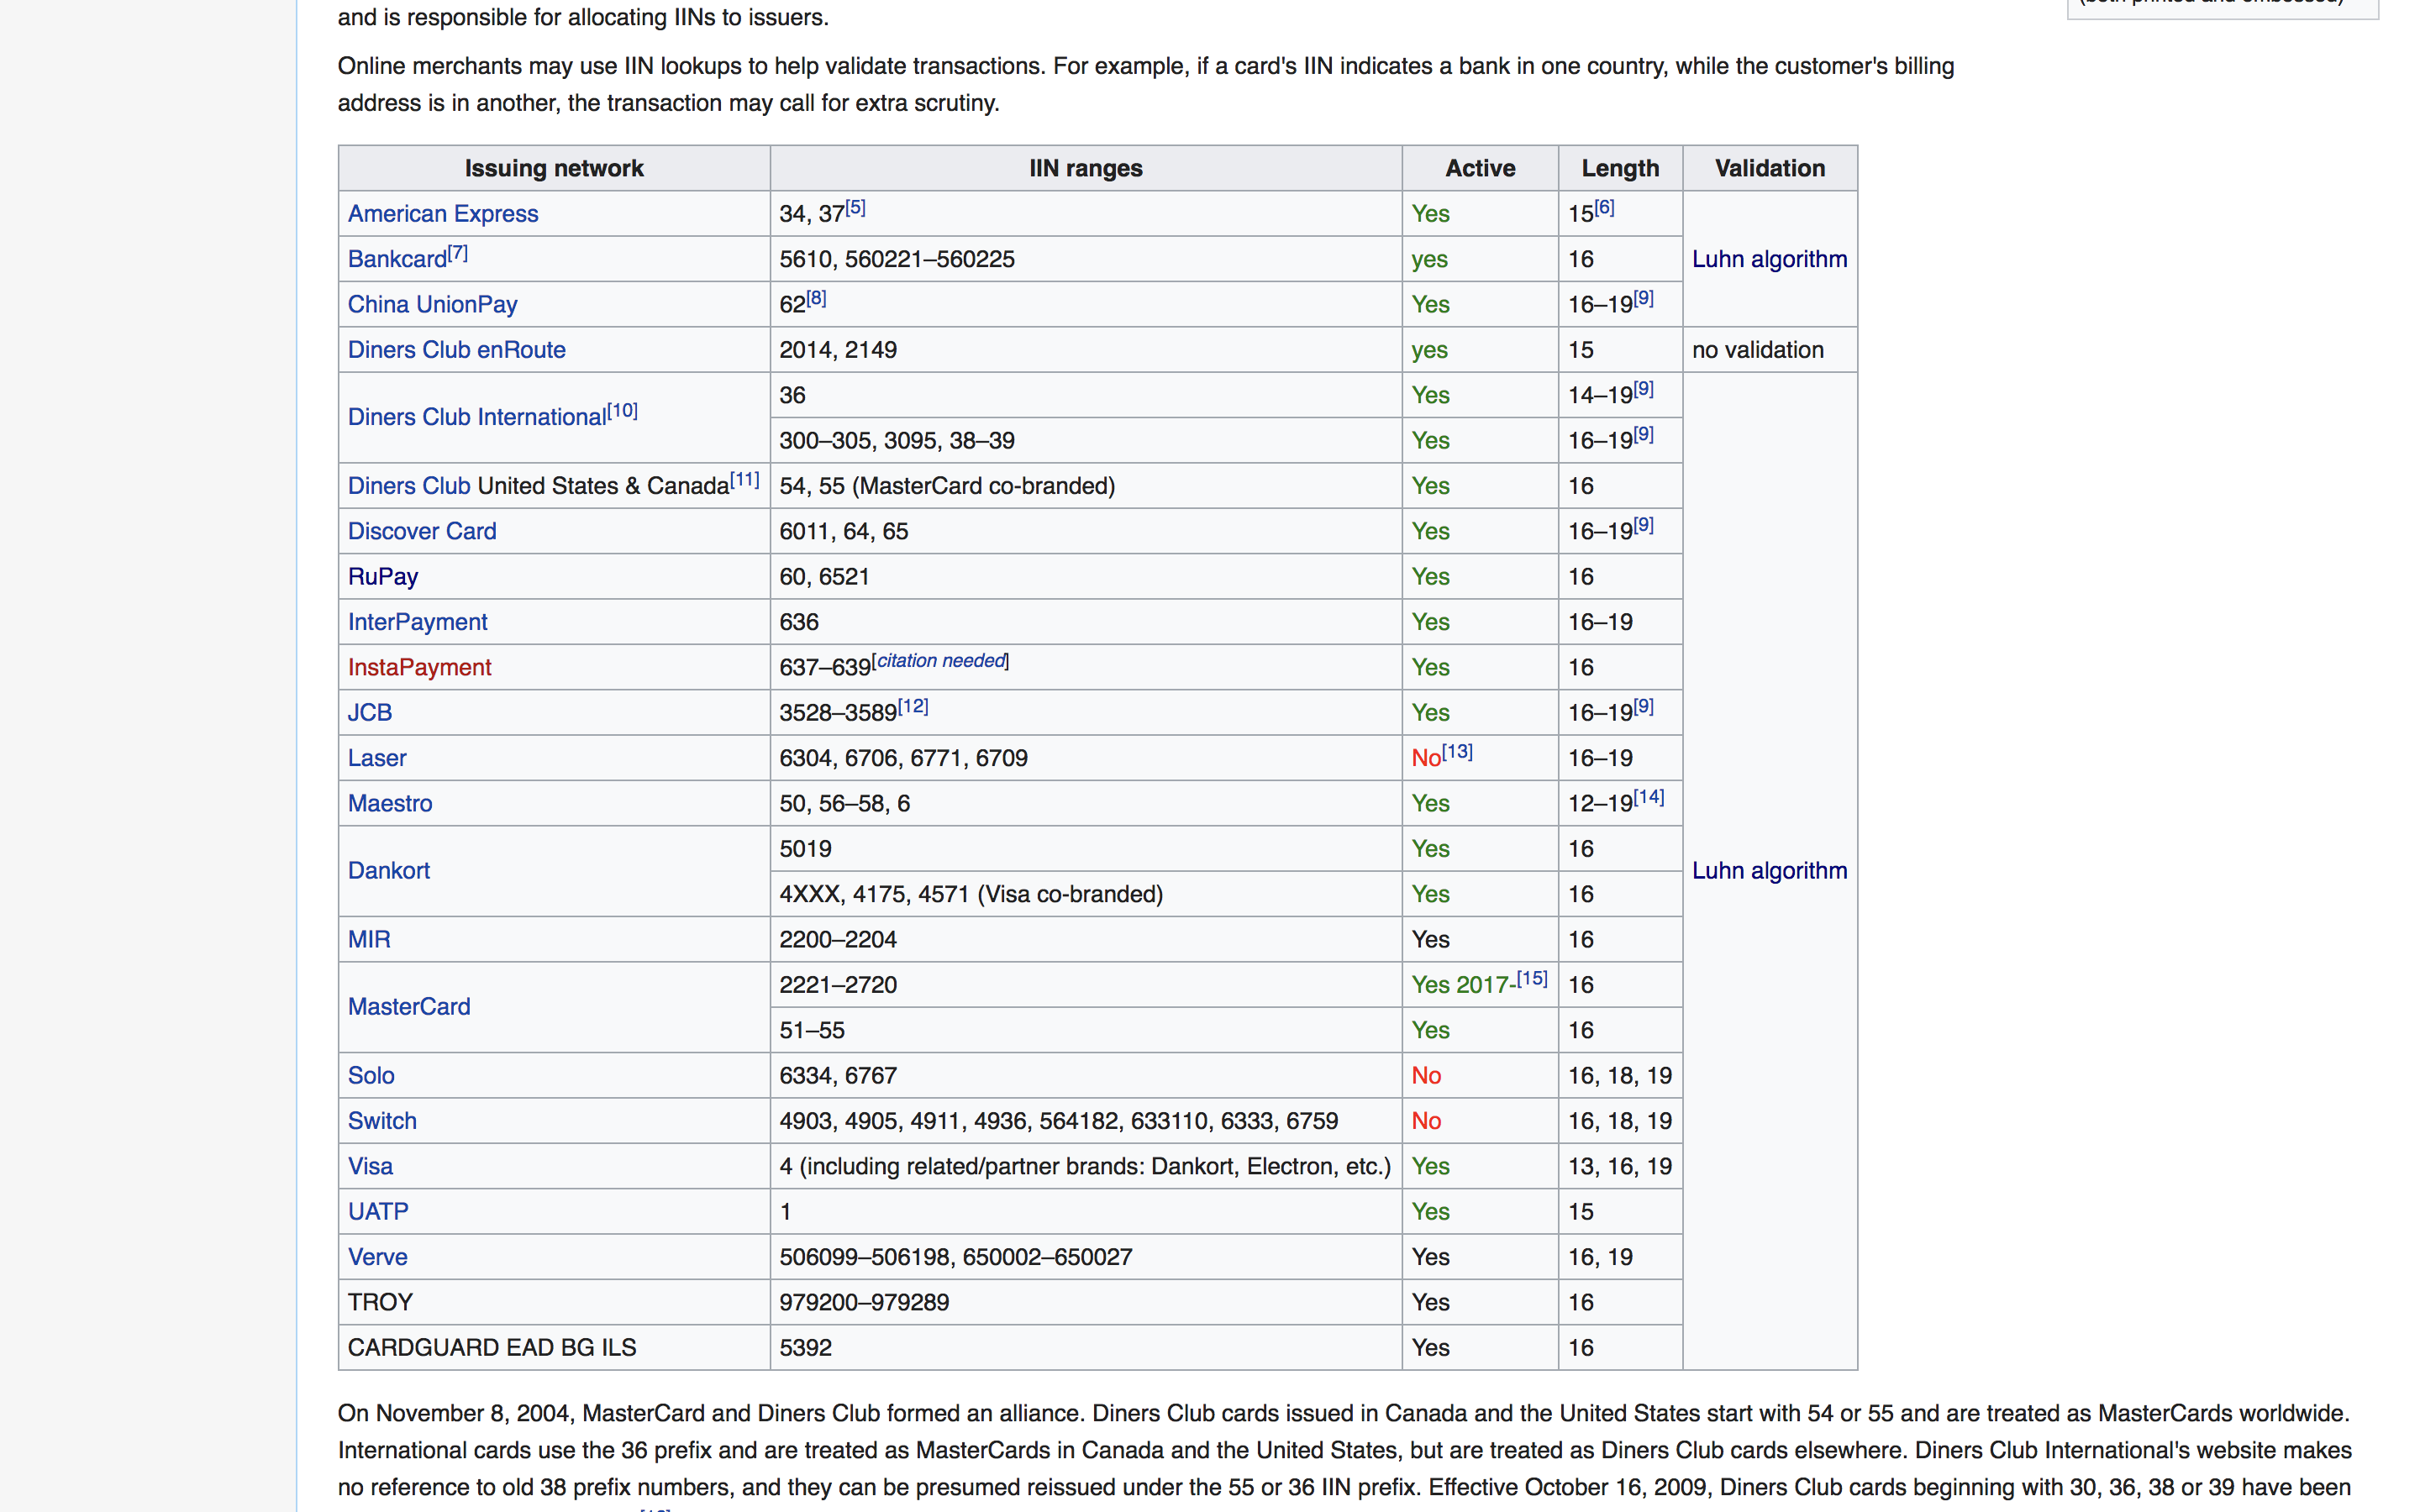 and is responsible for allocating IINs to issuers.
Online merchants may use IIN lookups to help validate transactions. For example, if a card's IIN indicates a bank in one country, while the customer's billing
address is in another, the transaction may call for extra scrutiny.
Issuing network IIN ranges Active Length Validation
American Express 34, 37[5] Yes 15[6] Luhn algorithm
Bankcard[7] 5610, 560221–560225 yes 16
China UnionPay 62[8] Yes 16–19[9]
Diners Club enRoute 2014, 2149 yes 15 no validation
Diners Club International[10] 36 Yes 14–19[9] Luhn algorithm
300–305, 3095, 38–39 Yes 16–19[9]
Diners Club United States & Canada[11] 54, 55 (MasterCard co-branded) Yes 16
Discover Card 6011, 64, 65 Yes 16–19[9]
RuPay 60, 6521 Yes 16
InterPayment 636 Yes 16–19
InstaPayment 637–639[citation needed] Yes 16
JCB 3528–3589[12] Yes 16–19[9]
Laser 6304, 6706, 6771, 6709 No[13] 16–19
Maestro 50, 56–58, 6 Yes 12–19[14]
Dankort 5019 Yes 16
4XXX, 4175, 4571 (Visa co-branded) Yes 16
MIR 2200–2204 Yes 16
MasterCard 2221–2720 Yes 2017-[15] 16
51–55 Yes 16
Solo 6334, 6767 No 16, 18, 19
Switch 4903, 4905, 4911, 4936, 564182, 633110, 6333, 6759 No 16, 18, 19
Visa 4 (including related/partner brands: Dankort, Electron, etc.) Yes 13, 16, 19
UATP 1 Yes 15
Verve 506099–506198, 650002–650027 Yes 16, 19
TROY 979200–979289 Yes 16
CARDGUARD EAD BG ILS 5392 Yes 16
On November 8, 2004, MasterCard and Diners Club formed an alliance. Diners Club cards issued in Canada and the United States start with 54 or 55 and are treated as MasterCards worldwide.
International cards use the 36 prefix and are treated as MasterCards in Canada and the United States, but are treated as Diners Club cards elsewhere. Diners Club International's website makes
no reference to old 38 prefix numbers, and they can be presumed reissued under the 55 or 36 IIN prefix. Effective October 16, 2009, Diners Club cards beginning with 30, 36, 38 or 39 have been